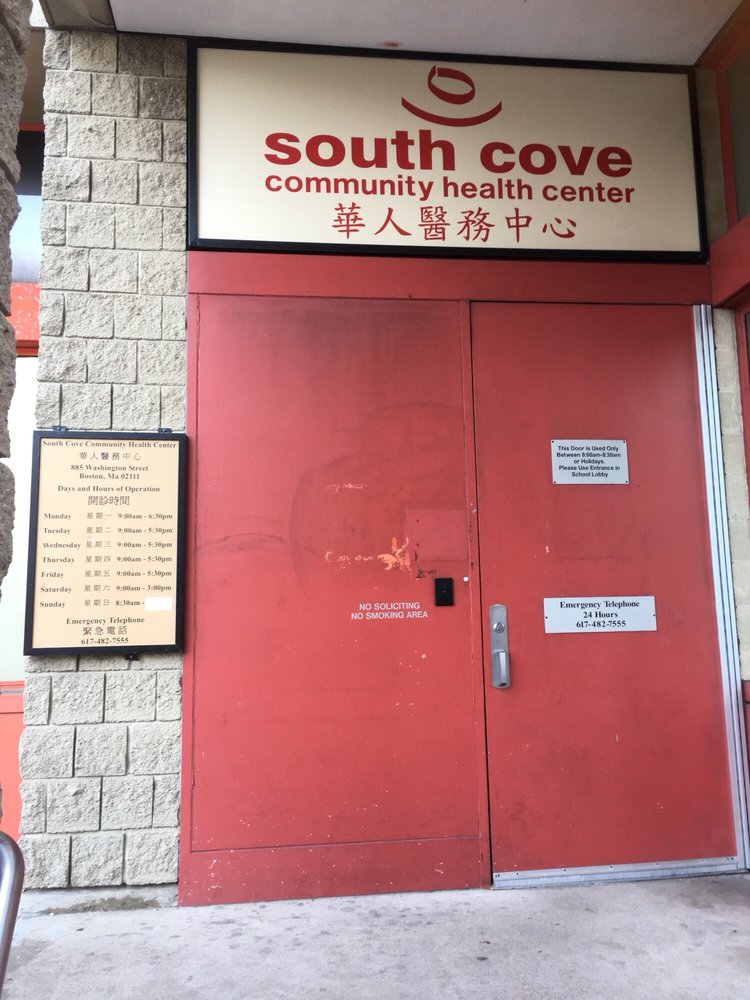 south cove
community health center
華人醫務中心
South Cove Community Health Center
華人醫務中心
885 Washington Street
Boston, Ma 02111
Days and Hours of Operation
開診時間
Monday 星期一 9:00am - 6:30pm
Tuesday 星期二 9:00am - 5:30pm
Wednesday 星期三 9:00am - 5:30pm
Thursday 星期四 9:00am - 5:30pm
Friday 星期五 9:00am - 5:30pm
Saturday 星期六 9:00am - 3:00pm
Sunday 星期日 8:30am -
Emergency Telephone
緊急電話
617-482-7555
NO SOLICITING
NO SMOKING AREA
This Door is Used Only
Between 8:00am-8:30am
or Holidays.
Please Use Entrance in
School Lobby
Emergency Telephone
24 Hours
617-482-7555